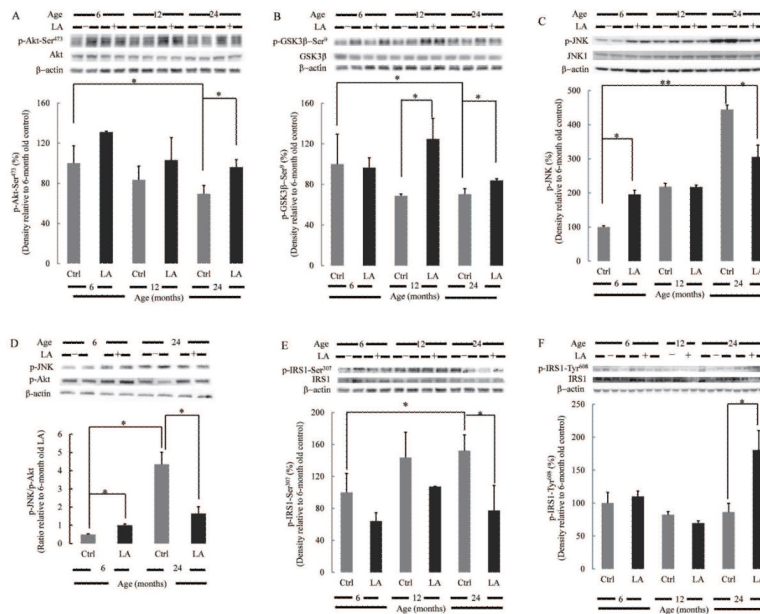 A
Age 6 12 24
LA − + − + − +
p-Akt-Ser473
Akt
β-actin
*
*
160
120
80
40
0
p-Akt-Ser473 (%)
(Density relative to 6-month old control)
Ctrl LA Ctrl LA Ctrl LA
6 12 24
Age (months)
B
Age 6 12 24
LA − + − + − +
p-GSK3β-Ser9
GSK3β
β-actin
*
*
*
160
120
80
40
0
p-GSK3β-Ser9 (%)
(Density relative to 6-month old control)
Ctrl LA Ctrl LA Ctrl LA
6 12 24
Age (months)
C
Age 6 12 24
LA − + − + − +
p-JNK
JNK1
β-actin
**
*
*
500
400
300
200
100
0
p-JNK (%)
(Density relative to 6-month old control)
Ctrl LA Ctrl LA Ctrl LA
6 12 24
Age (months)
D
Age 6 24
LA − + − +
p-JNK
p-Akt
β-actin
*
*
*
6
5
4
3
2
1
0
p-JNK/p-Akt
(Ratio relative to 6-month old LA)
Ctrl LA Ctrl LA
6 24
Age (months)
E
Age 6 12 24
LA − + − + − +
p-IRS1-Ser307
IRS1
β-actin
*
*
200
160
120
80
40
0
p-IRS1-Ser307 (%)
(Density relative to 6-month old control)
Ctrl LA Ctrl LA Ctrl LA
6 12 24
Age (months)
F
Age 6 12 24
LA − + − + − +
p-IRS1-Tyr608
IRS1
β-actin
*
250
200
150
100
50
0
p-IRS1-Tyr608 (%)
(Density relative to 6-month old control)
Ctrl LA Ctrl LA Ctrl LA
6 12 24
Age (months)